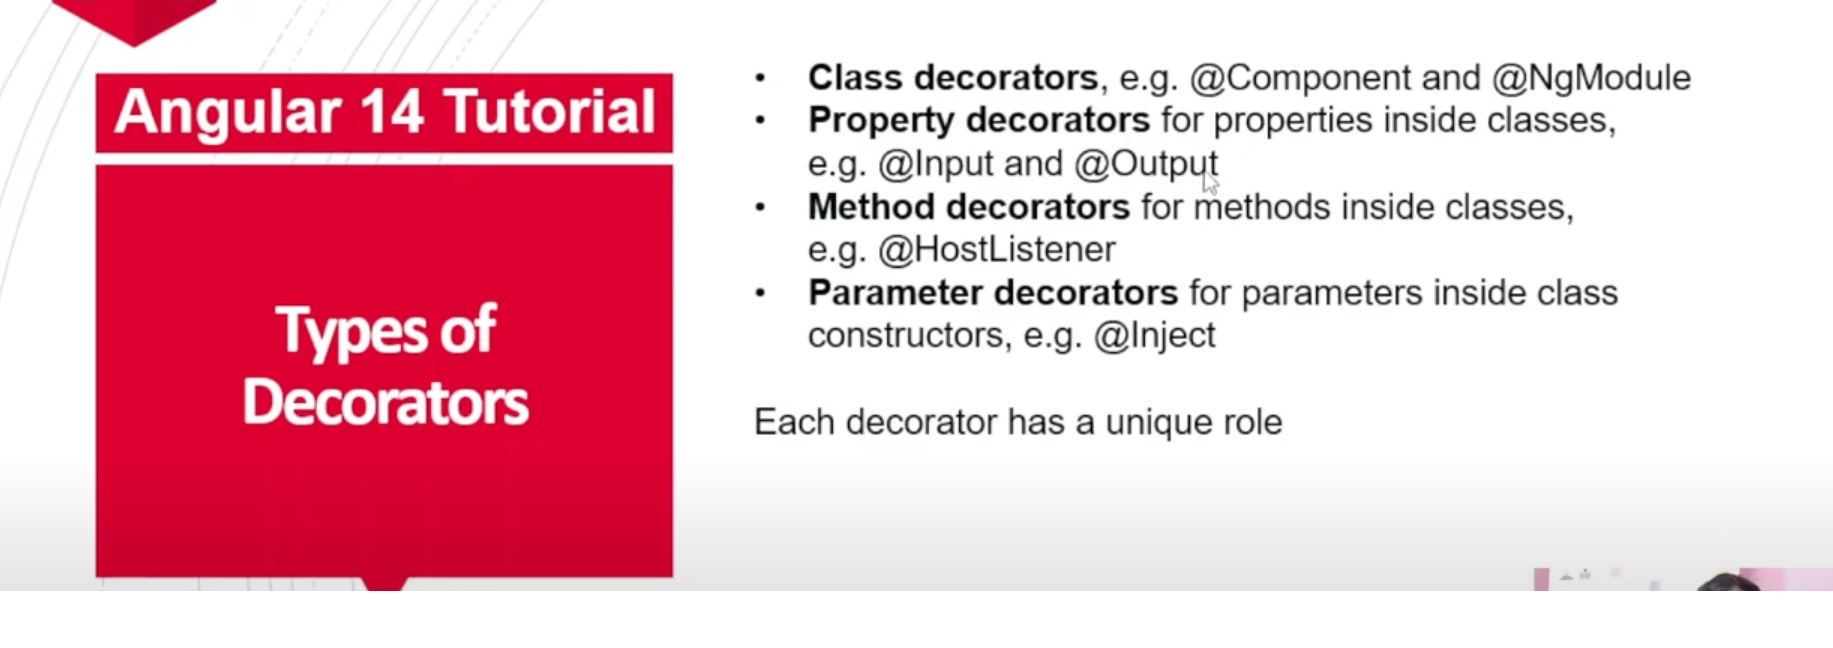 Angular 14 Tutorial
Types of
Decorators
• Class decorators, e.g. @Component and @NgModule
• Property decorators for properties inside classes,
e.g. @Input and @Output
• Method decorators for methods inside classes,
e.g. @HostListener
• Parameter decorators for parameters inside class
constructors, e.g. @Inject
Each decorator has a unique role